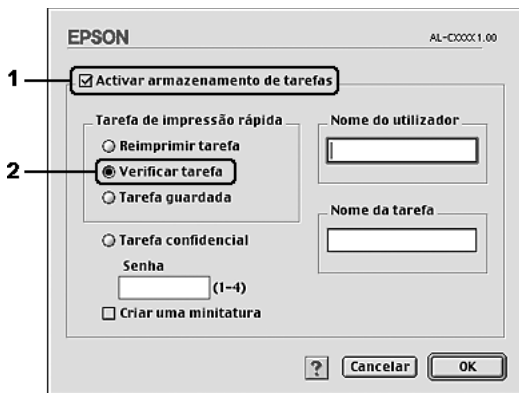 EPSON
AL-CXXXX 1.00
1
Activar armazenamento de tarefas
Tarefa de impressão rápida
Reimprimir tarefa
2
Verificar tarefa
Tarefa guardada
Tarefa confidencial
Senha
(1-4)
Criar uma minitatura
Nome do utilizador
Nome da tarefa
?
Cancelar
OK